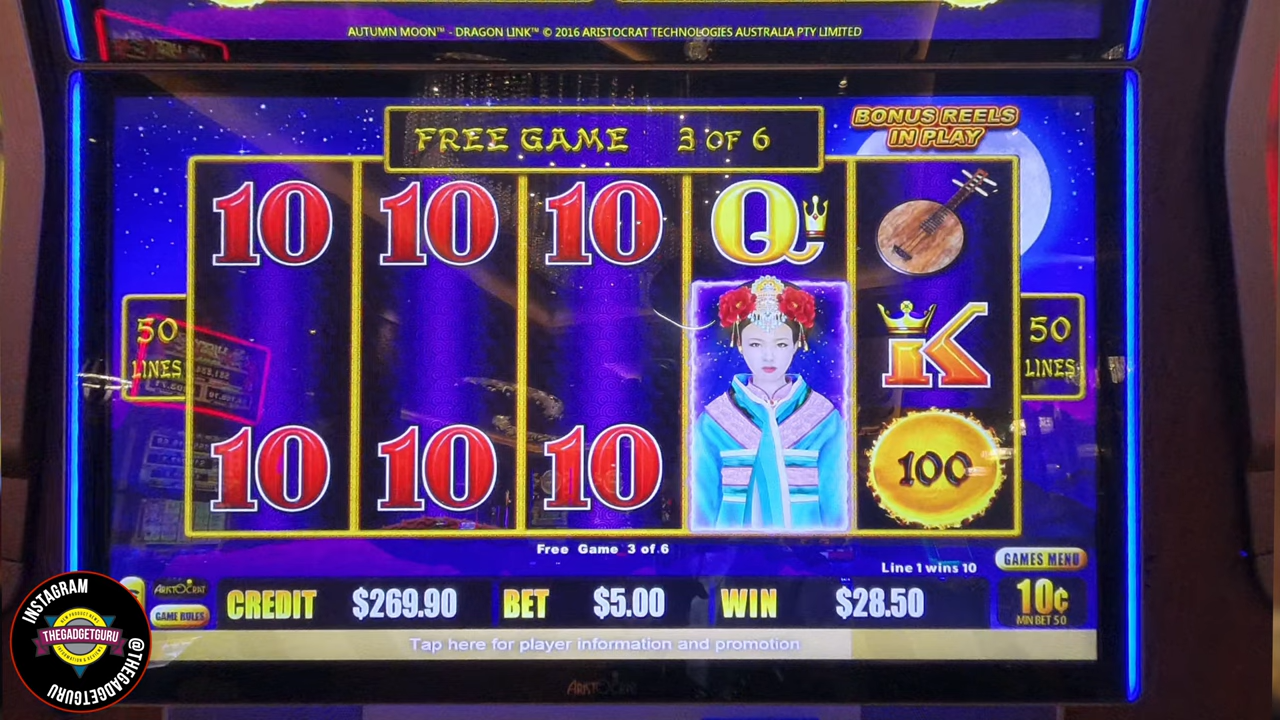 AUTUMN MOON™ - DRAGON LINK™ © 2016 ARISTOCRAT TECHNOLOGIES AUSTRALIA PTY LIMITED
FREE GAME 3 OF 6
BONUS REELS
IN PLAY
10 10 10 Q
50
LINES
K
50
LINES
10 10 10
100
Free Game 3 of 6
Line 1 wins 10
GAMES MENU
ARISTOCRAT
GAME RULES
CREDIT $269.90 BET $5.00 WIN $28.50
10¢
MIN BET 50
Tap here for player information and promotion
ARISTOCRAT
INSTAGRAM
THEGADGETGURU
@THEGADGETGURU